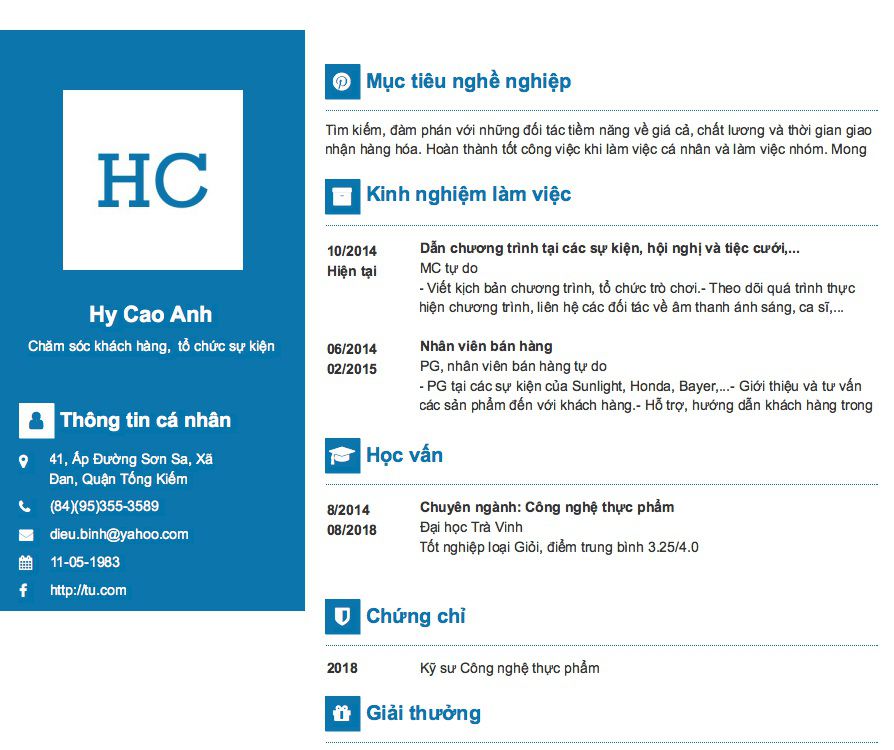 HC
Hy Cao Anh
Chăm sóc khách hàng, tổ chức sự kiện
Thông tin cá nhân
41, Ấp Đường Sơn Sa, Xã
Đan, Quận Tống Kiếm
(84)(95)355-3589
dieu.binh@yahoo.com
11-05-1983
http://tu.com
Mục tiêu nghề nghiệp
Tìm kiếm, đàm phán với những đối tác tiềm năng về giá cả, chất lượng và thời gian giao
nhận hàng hóa. Hoàn thành tốt công việc khi làm việc cá nhân và làm việc nhóm. Mong
Kinh nghiệm làm việc
10/2014
Hiện tại
Dẫn chương trình tại các sự kiện, hội nghị và tiệc cưới,...
MC tự do
- Viết kịch bản chương trình, tổ chức trò chơi.- Theo dõi quá trình thực
hiện chương trình, liên hệ các đối tác về âm thanh ánh sáng, ca sĩ,...
06/2014
02/2015
Nhân viên bán hàng
PG, nhân viên bán hàng tự do
- PG tại các sự kiện của Sunlight, Honda, Bayer,...- Giới thiệu và tư vấn
các sản phẩm đến với khách hàng.- Hỗ trợ, hướng dẫn khách hàng trong
Học vấn
8/2014
08/2018
Chuyên ngành: Công nghệ thực phẩm
Đại học Trà Vinh
Tốt nghiệp loại Giỏi, điểm trung bình 3.25/4.0
Chứng chỉ
2018
Kỹ sư Công nghệ thực phẩm
Giải thưởng